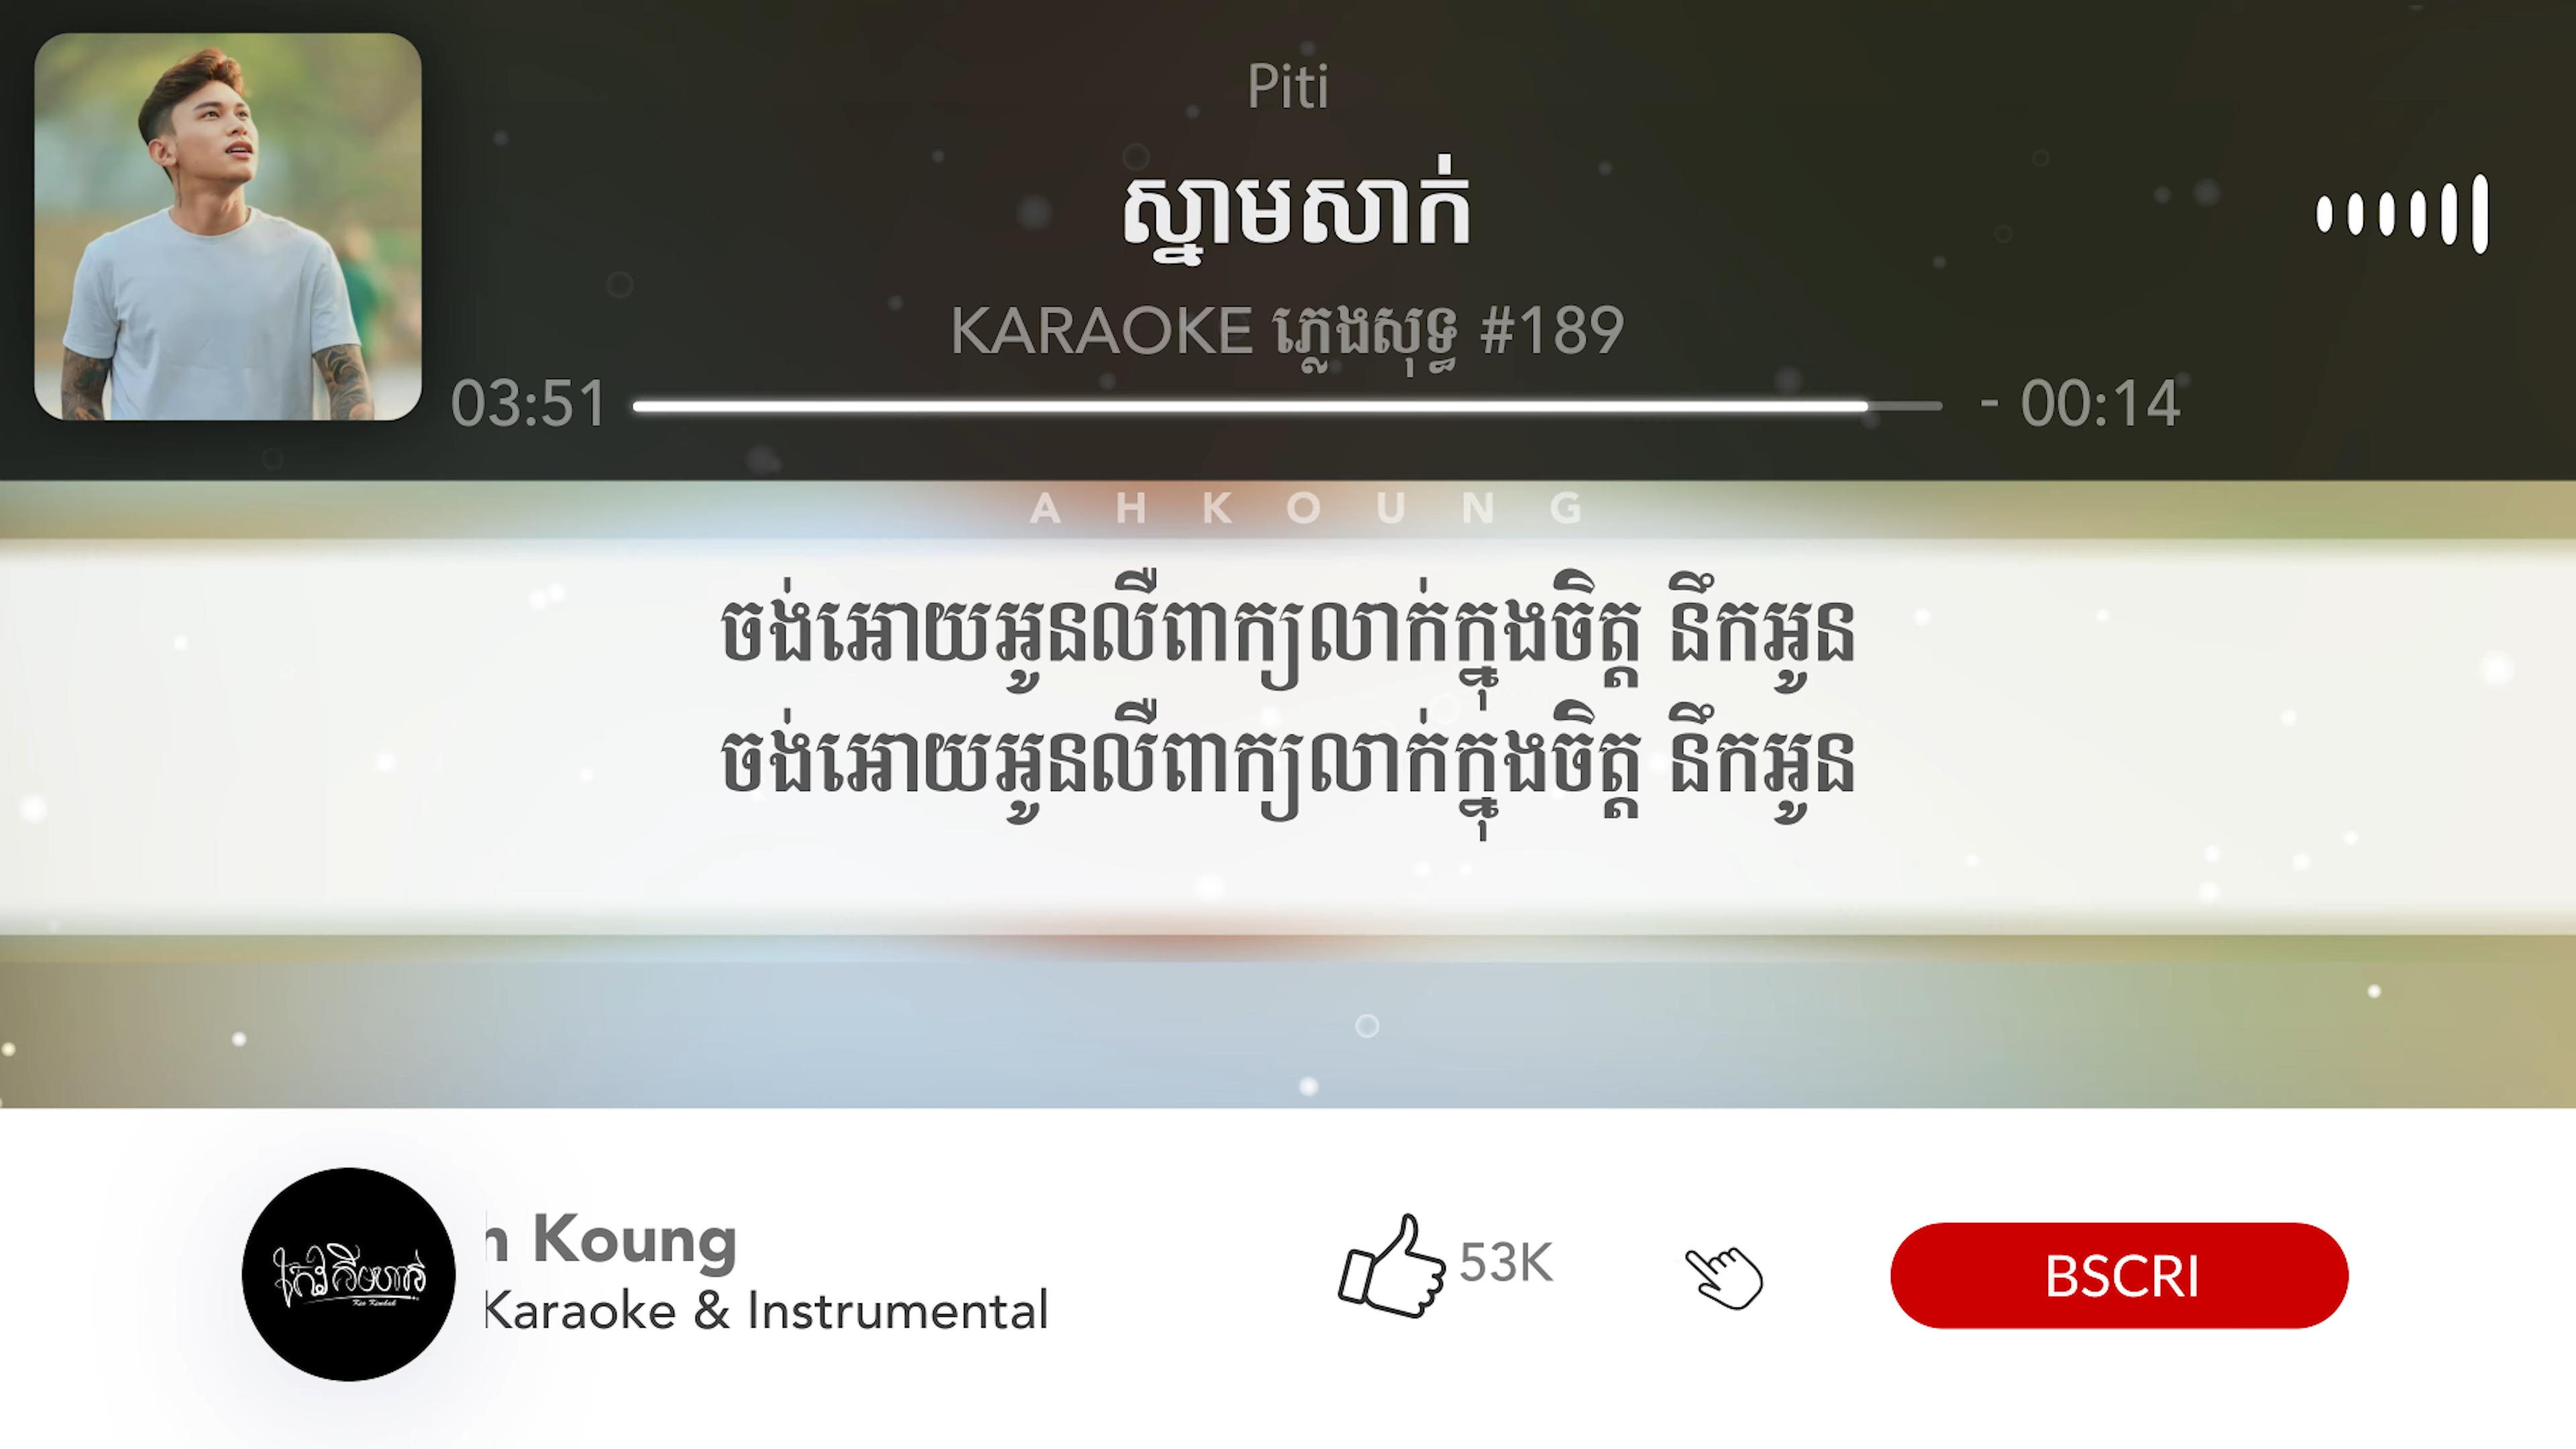 Piti
ស្នាមសាក់
KARAOKE ភ្លេងសុទ្ធ #189
03:51
- 00:14
AHKOUNG
ចង់អោយអូនលឺពាក្យលាក់ក្នុងចិត្ត នឹកអូន
ចង់អោយអូនលឺពាក្យលាក់ក្នុងចិត្ត នឹកអូន
h Koung
Karaoke & Instrumental
53K
BSCRI